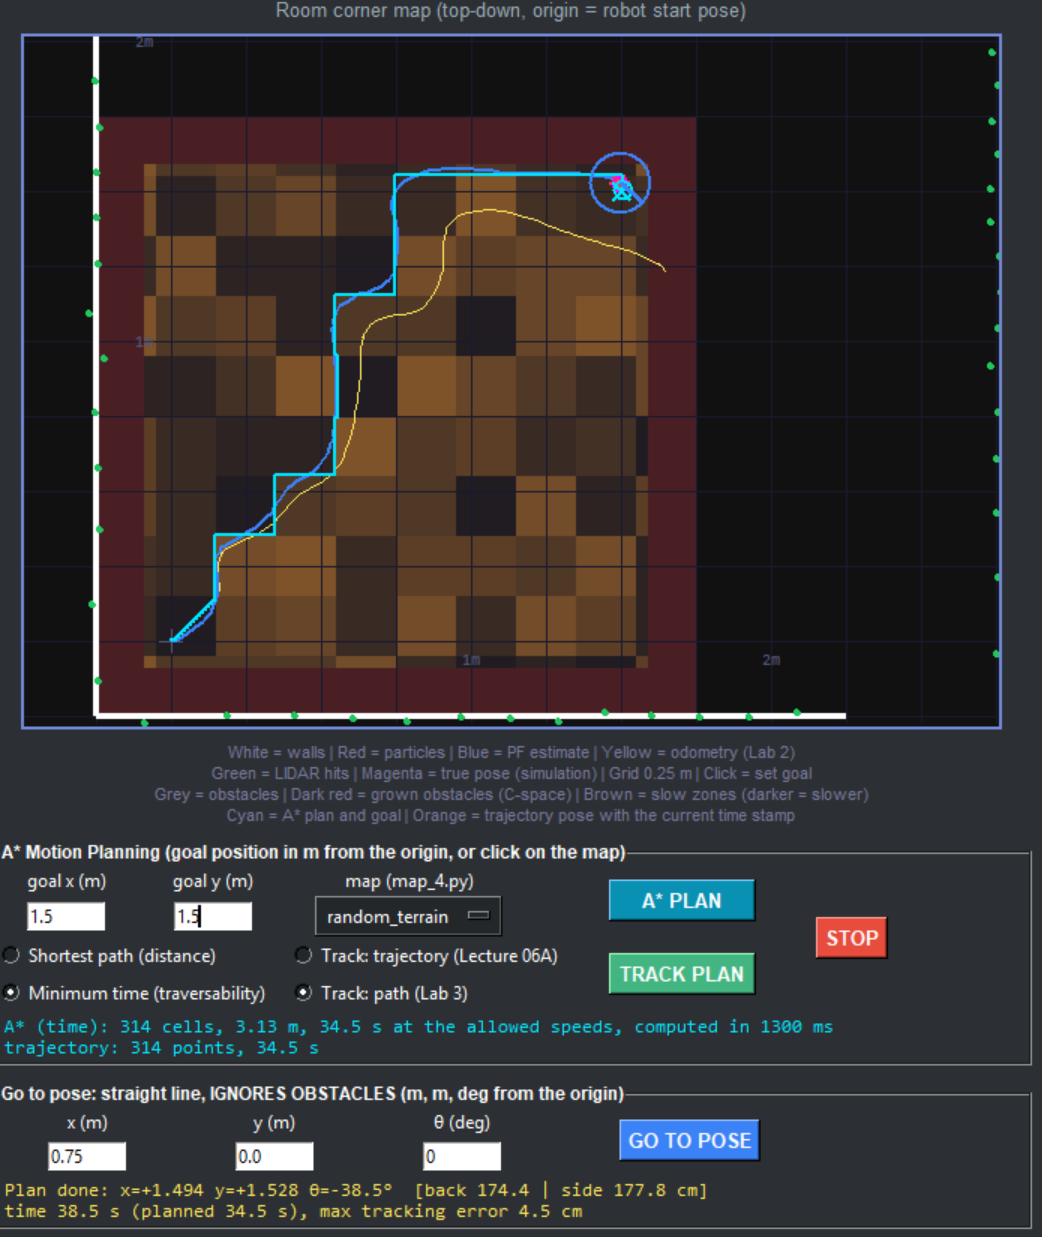 Room corner map (top-down, origin = robot start pose)
2m
1m
1m
2m
White = walls | Red = particles | Blue = PF estimate | Yellow = odometry (Lab 2)
Green = LIDAR hits | Magenta = true pose (simulation) | Grid 0.25 m | Click = set goal
Grey = obstacles | Dark red = grown obstacles (C-space) | Brown = slow zones (darker = slower)
Cyan = A* plan and goal | Orange = trajectory pose with the current time stamp
A* Motion Planning (goal position in m from the origin, or click on the map)
goal x (m) goal y (m) map (map_4.py)
1.5 1.5 random_terrain A* PLAN
STOP
Shortest path (distance) Track: trajectory (Lecture 06A)
TRACK PLAN
Minimum time (traversability) Track: path (Lab 3)
A* (time): 314 cells, 3.13 m, 34.5 s at the allowed speeds, computed in 1300 ms
trajectory: 314 points, 34.5 s
Go to pose: straight line, IGNORES OBSTACLES (m, m, deg from the origin)
x (m) y (m) θ (deg)
0.75 0.0 0 GO TO POSE
Plan done: x=+1.494 y=+1.528 θ=-38.5° [back 174.4 | side 177.8 cm]
time 38.5 s (planned 34.5 s), max tracking error 4.5 cm